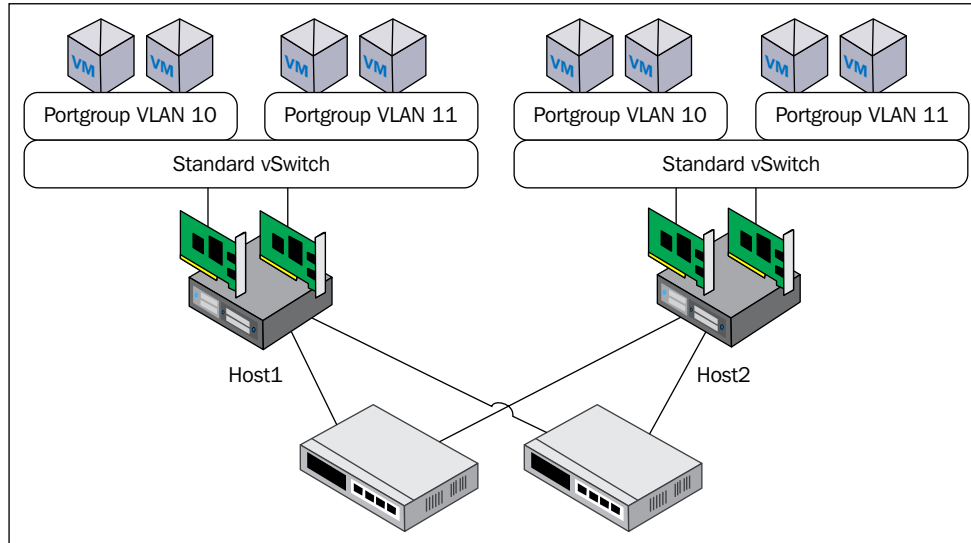 VM VM VM VM VM VM VM VM
Portgroup VLAN 10 Portgroup VLAN 11 Portgroup VLAN 10 Portgroup VLAN 11
Standard vSwitch Standard vSwitch
Host1 Host2